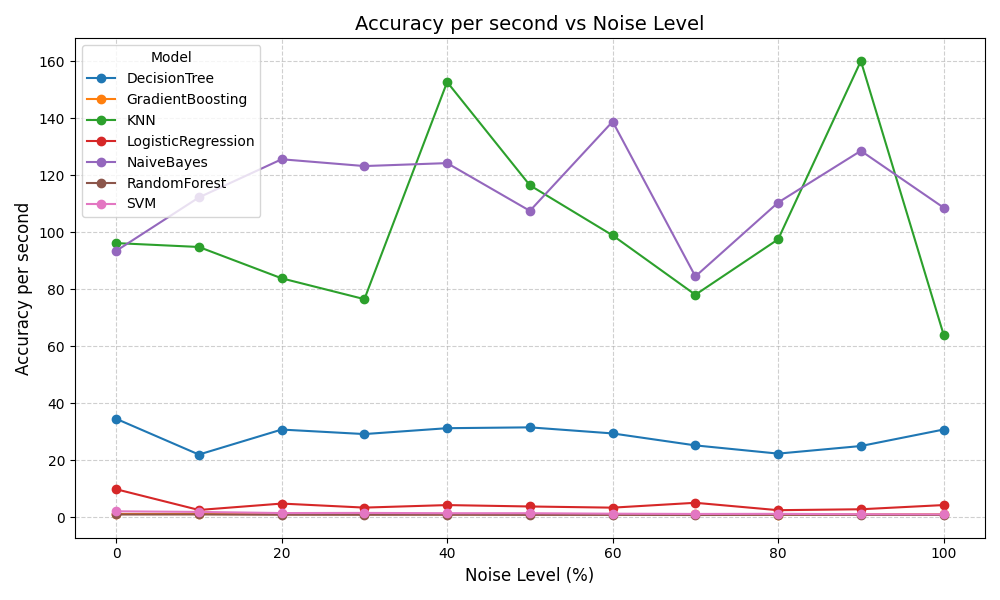 Accuracy per second vs Noise Level
Model
DecisionTree
GradientBoosting
KNN
LogisticRegression
NaiveBayes
RandomForest
SVM
Accuracy per second
160
140
120
100
80
60
40
20
0
0 20 40 60 80 100
Noise Level (%)